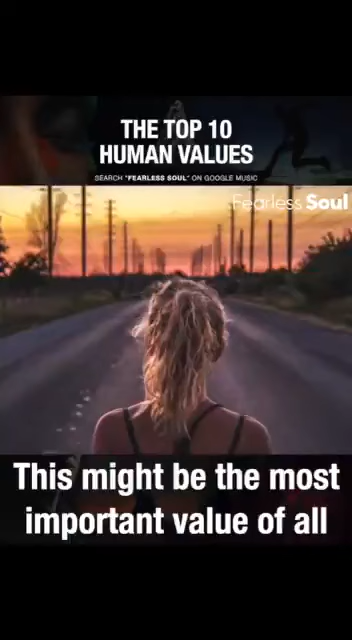 THE TOP 10
HUMAN VALUES
SEARCH "FEARLESS SOUL" ON GOOGLE MUSIC
Fearless Soul
This might be the most
important value of all